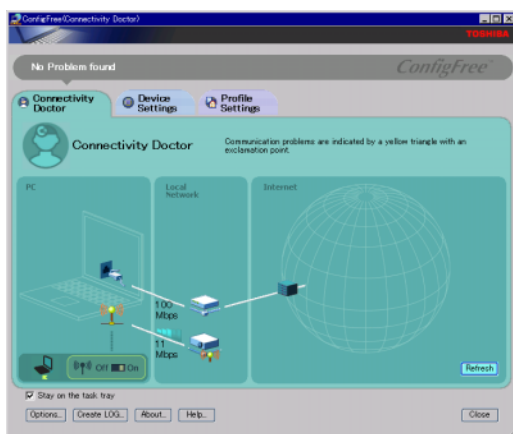 ConfigFree(Connectivity Doctor)
TOSHIBA
No Problem found
ConfigFree™
Connectivity Doctor
Device Settings
Profile Settings
Connectivity Doctor
Communication problems are indicated by a yellow triangle with an
exclamation point.
PC
Local
Network
Internet
100
Mbps
11
Mbps
Off
On
Refresh
Stay on the task tray
Options...
Create LOG...
About...
Help...
Close